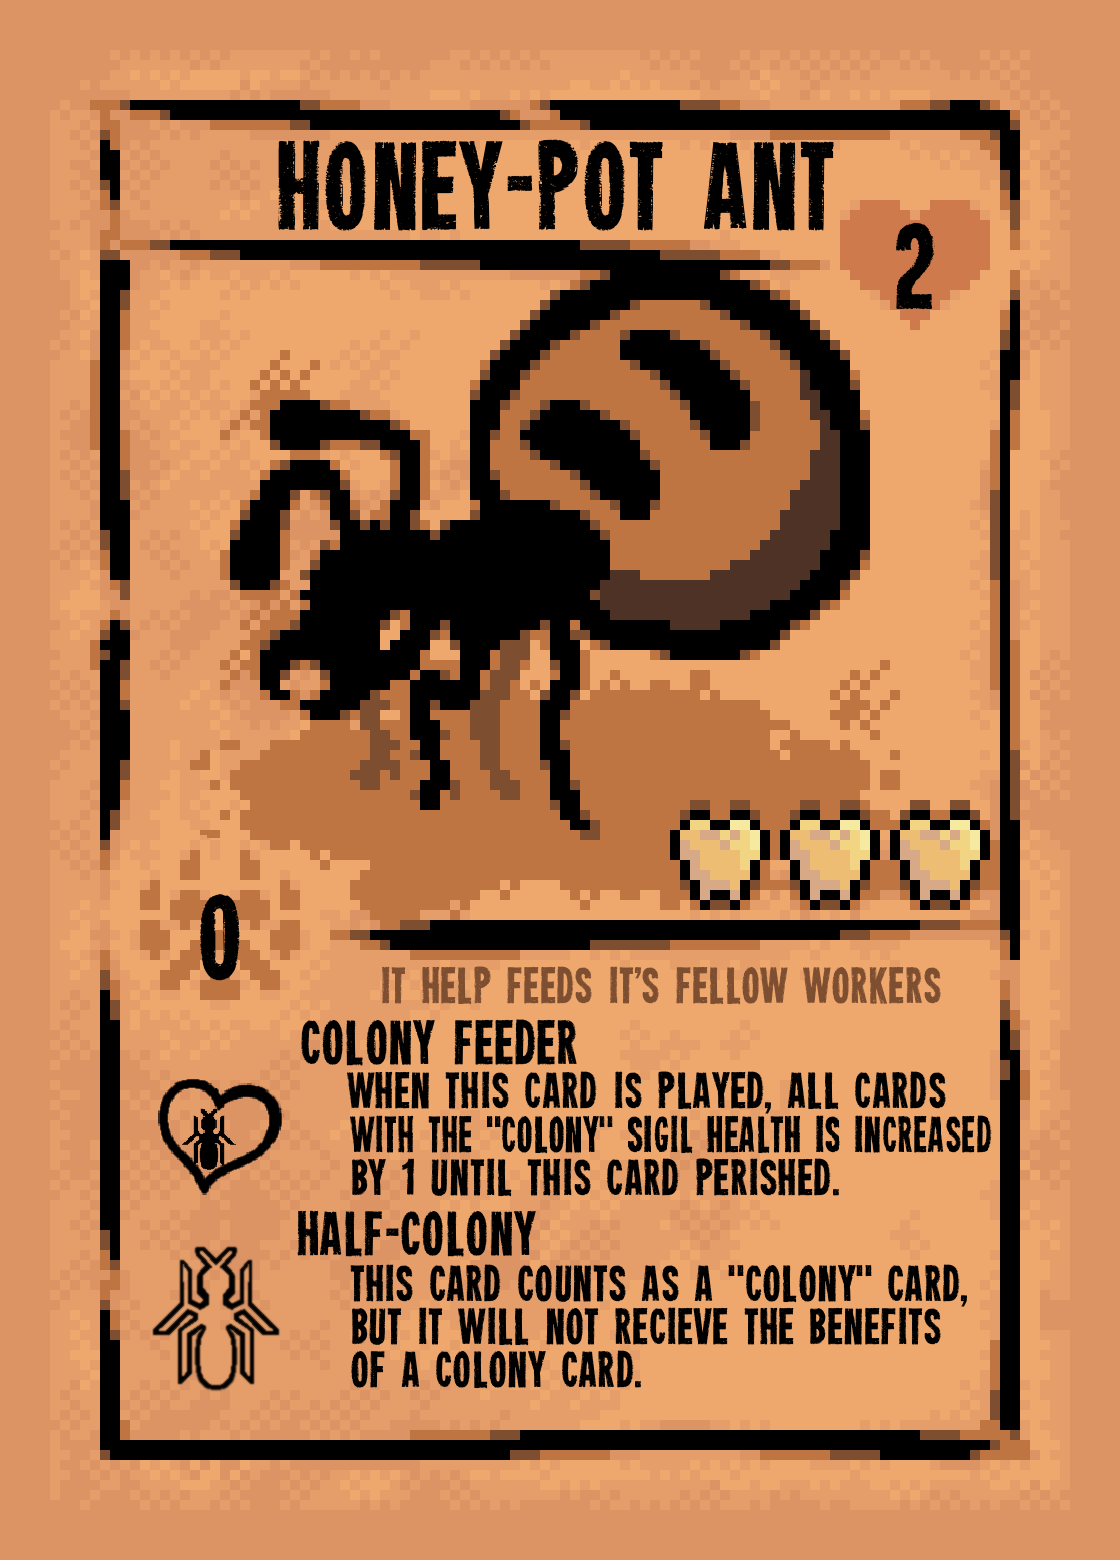 HONEY-POT ANT
2
0
IT HELP FEEDS IT'S FELLOW WORKERS
COLONY FEEDER
WHEN THIS CARD IS PLAYED, ALL CARDS
WITH THE "COLONY" SIGIL HEALTH IS INCREASED
BY 1 UNTIL THIS CARD PERISHED.
HALF-COLONY
THIS CARD COUNTS AS A "COLONY" CARD,
BUT IT WILL NOT RECIEVE THE BENEFITS
OF A COLONY CARD.